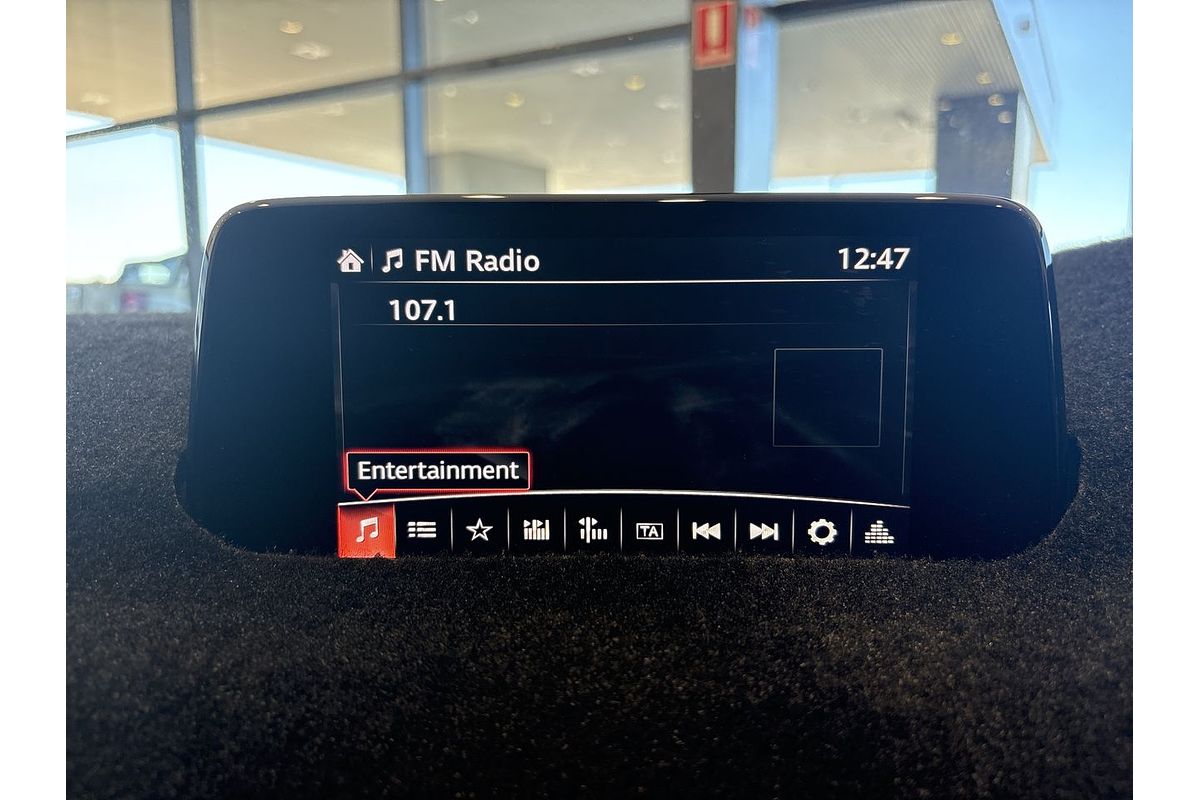 FM Radio 12:47
107.1
Entertainment
TA